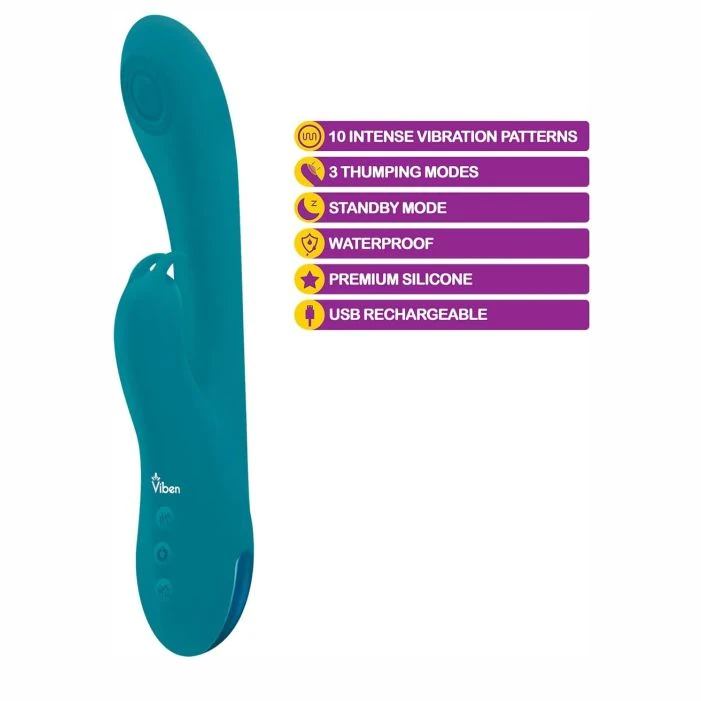 10 INTENSE VIBRATION PATTERNS
3 THUMPING MODES
Z
STANDBY MODE
WATERPROOF
PREMIUM SILICONE
USB RECHARGEABLE
Viben